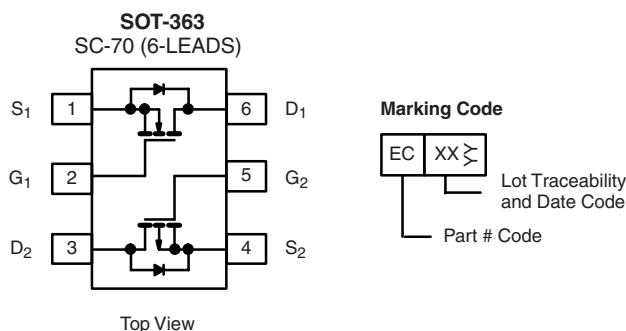 SOT-363
SC-70 (6-LEADS)
S1 1 6 D1
G1 2 5 G2
D2 3 4 S2
Top View
Marking Code
EC XX YY
Lot Traceability
and Date Code
Part # Code